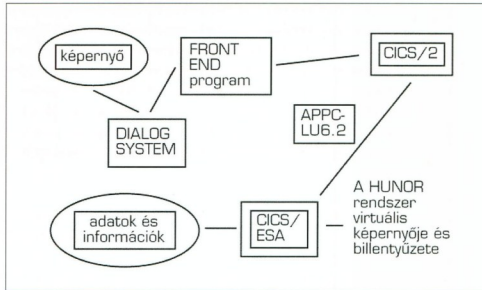 képernyő
FRONT
END
program
CICS/2
DIALOG
SYSTEM
APPC-
LU6.2
adatok és
információk
CICS/
ESA
A HUNOR
rendszer
virtuális
képernyője és
billentyűzete